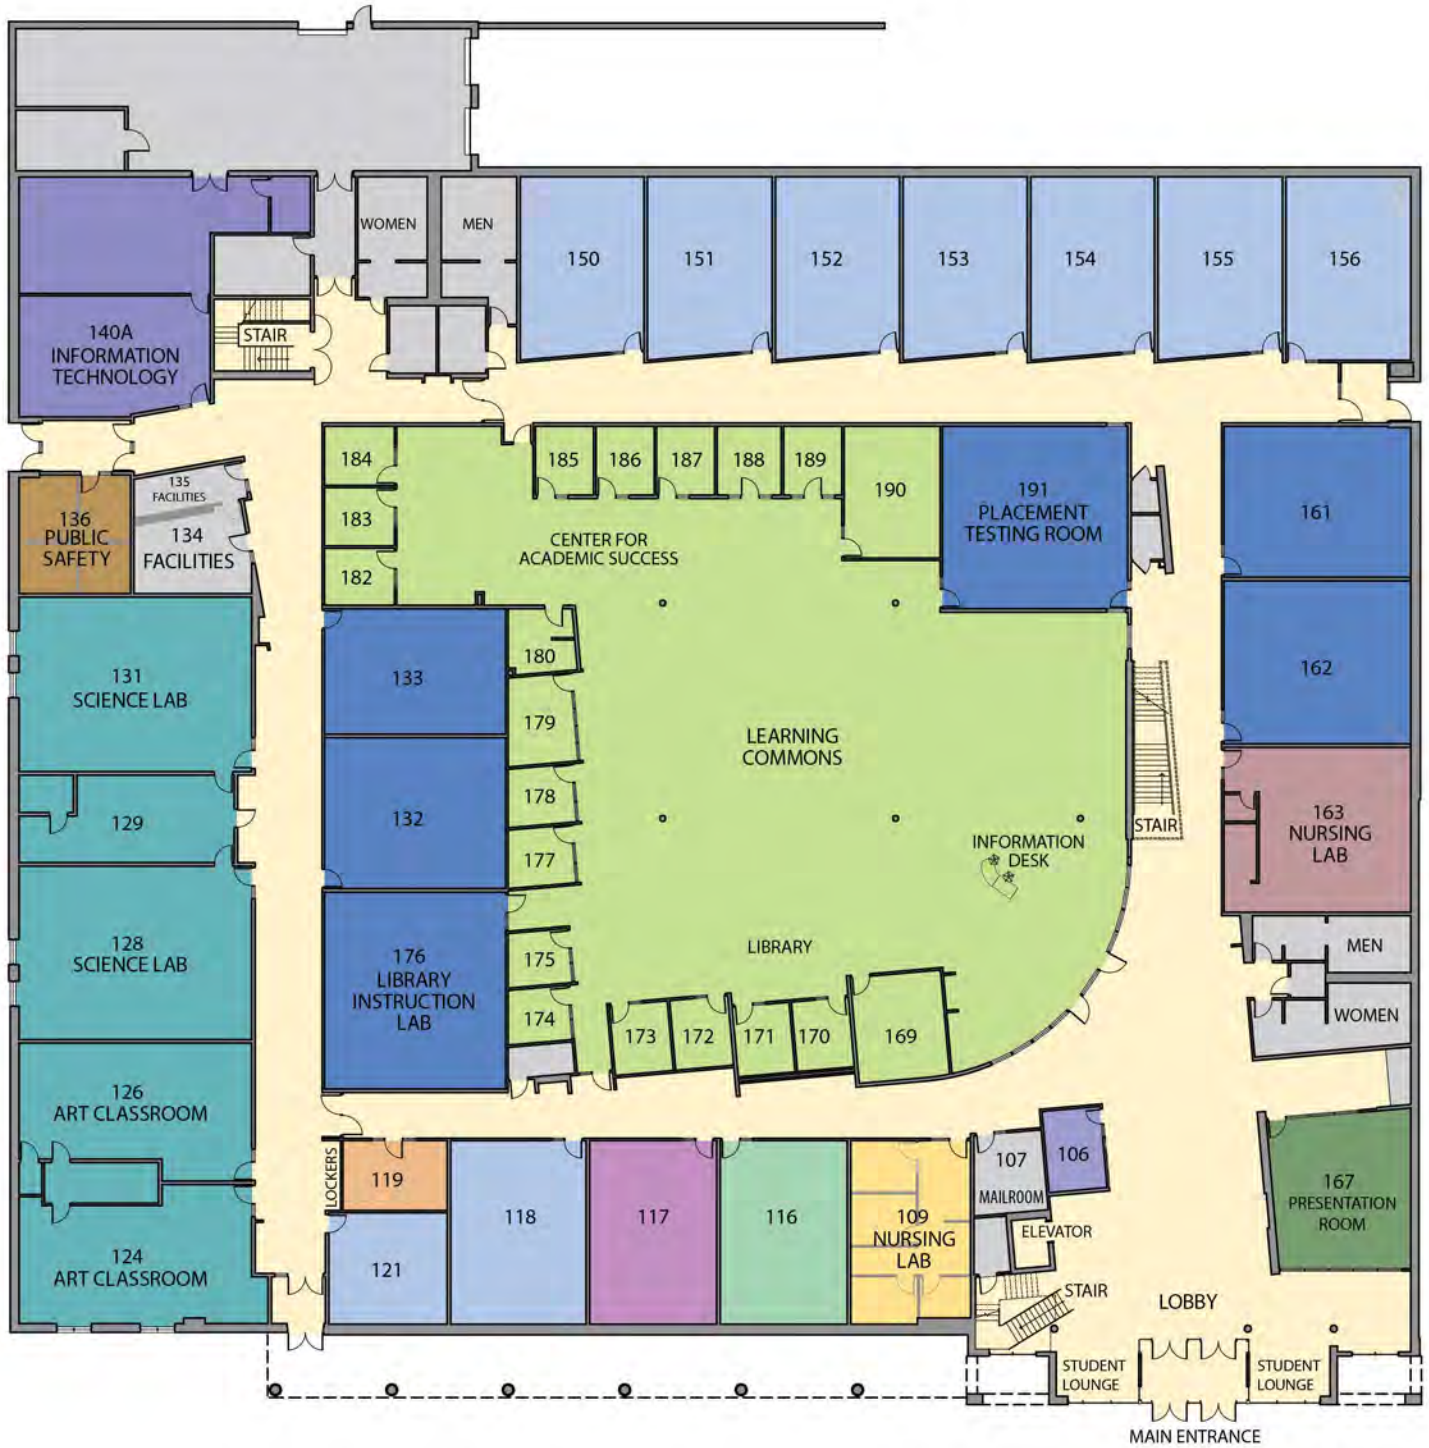 WOMEN
MEN
150
151
152
153
154
155
156
140A
INFORMATION
TECHNOLOGY
STAIR
184
185
186
187
188
189
190
191
PLACEMENT
TESTING ROOM
161
135
FACILITIES
136
PUBLIC
SAFETY
134
FACILITIES
183
182
CENTER FOR
ACADEMIC SUCCESS
131
SCIENCE LAB
133
180
179
162
LEARNING
COMMONS
129
132
178
177
STAIR
163
NURSING
LAB
INFORMATION
DESK
128
SCIENCE LAB
176
LIBRARY
INSTRUCTION
LAB
175
174
LIBRARY
MEN
WOMEN
173
172
171
170
169
126
ART CLASSROOM
124
ART CLASSROOM
LOCKERS
119
121
118
117
116
109
NURSING
LAB
107
MAILROOM
106
ELEVATOR
STAIR
167
PRESENTATION
ROOM
LOBBY
STUDENT
LOUNGE
STUDENT
LOUNGE
MAIN ENTRANCE